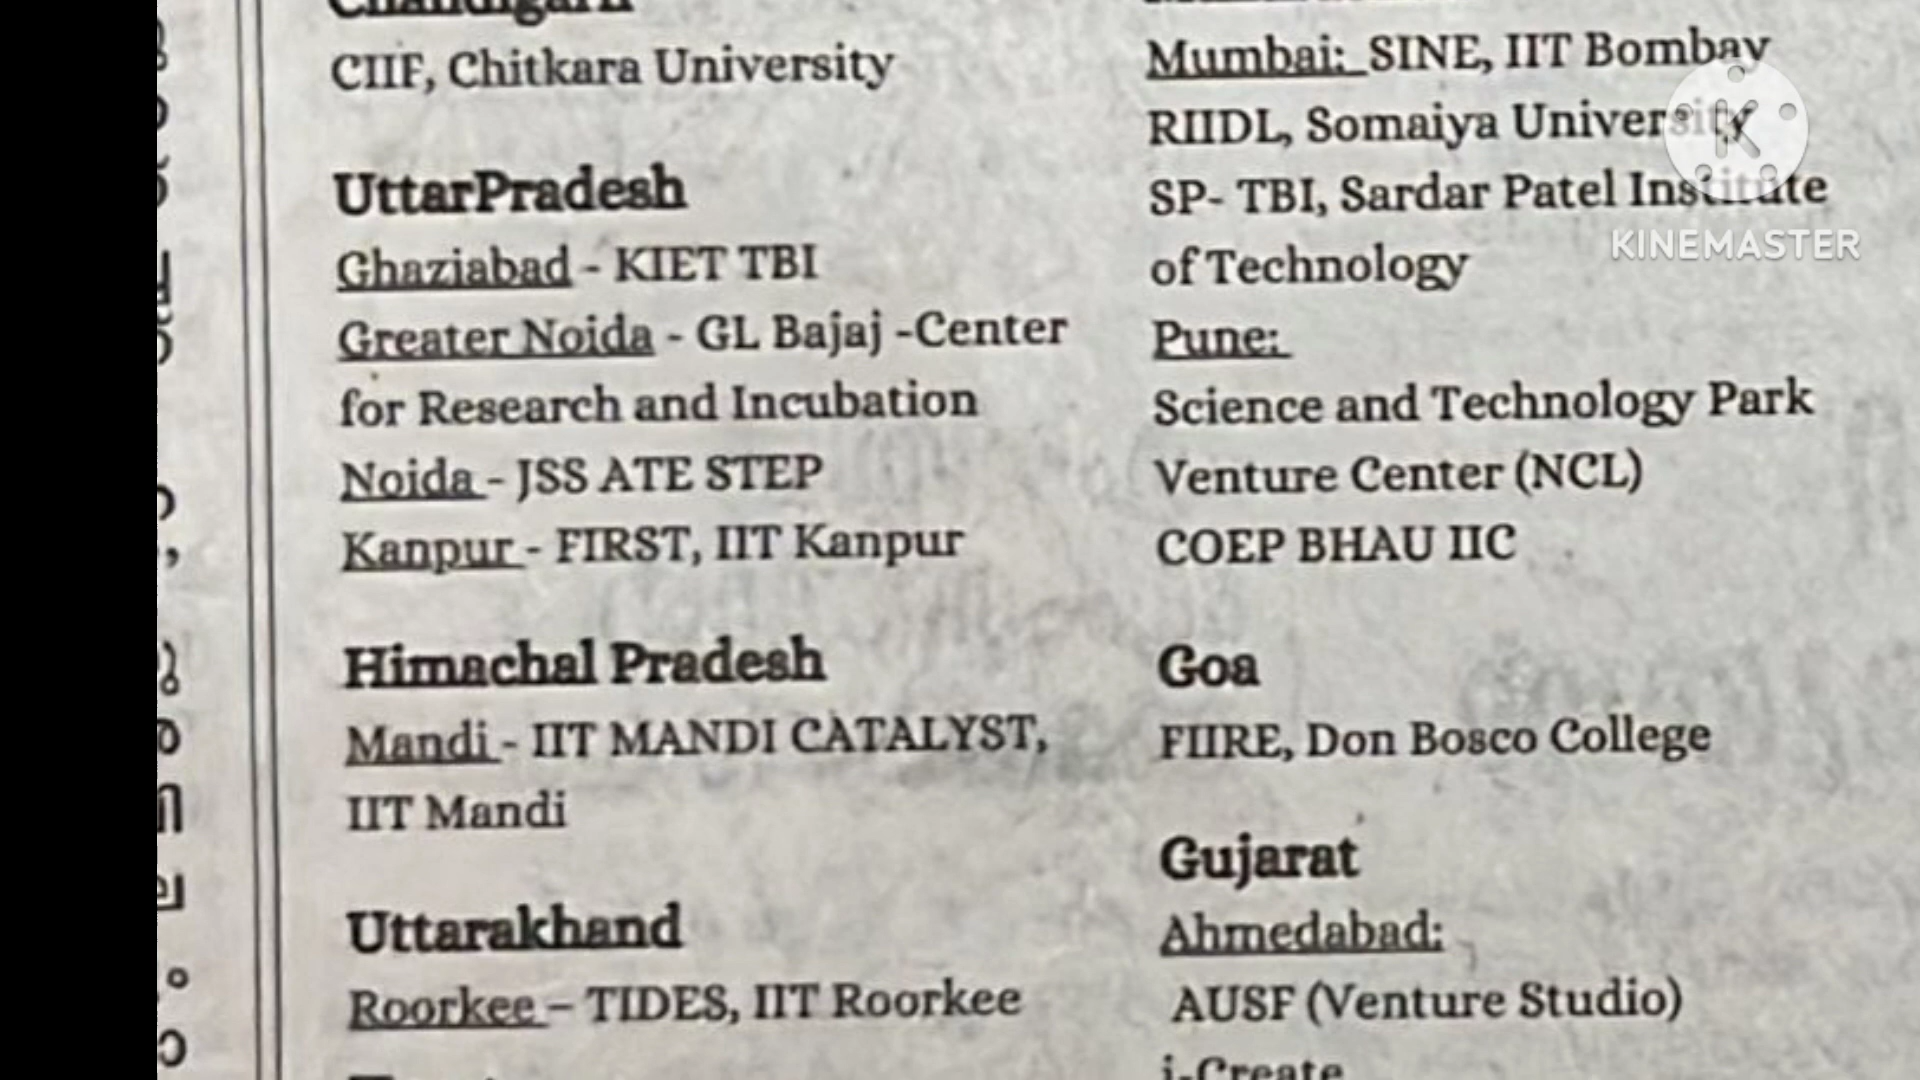 Chandigarh
CIIF, Chitkara University
UttarPradesh
Ghaziabad - KIET TBI
Greater Noida - GL Bajaj -Center
for Research and Incubation
Noida - JSS ATE STEP
Kanpur - FIRST, IIT Kanpur
Himachal Pradesh
Mandi - IIT MANDI CATALYST,
IIT Mandi
Uttarakhand
Roorkee – TIDES, IIT Roorkee
Mumbai: SINE, IIT Bombay
RIIDL, Somaiya University
SP- TBI, Sardar Patel Institute
of Technology
Pune:
Science and Technology Park
Venture Center (NCL)
COEP BHAU IIC
Goa
FIIRE, Don Bosco College
Gujarat
Ahmedabad:
AUSF (Venture Studio)
i-Create
KINEMASTER